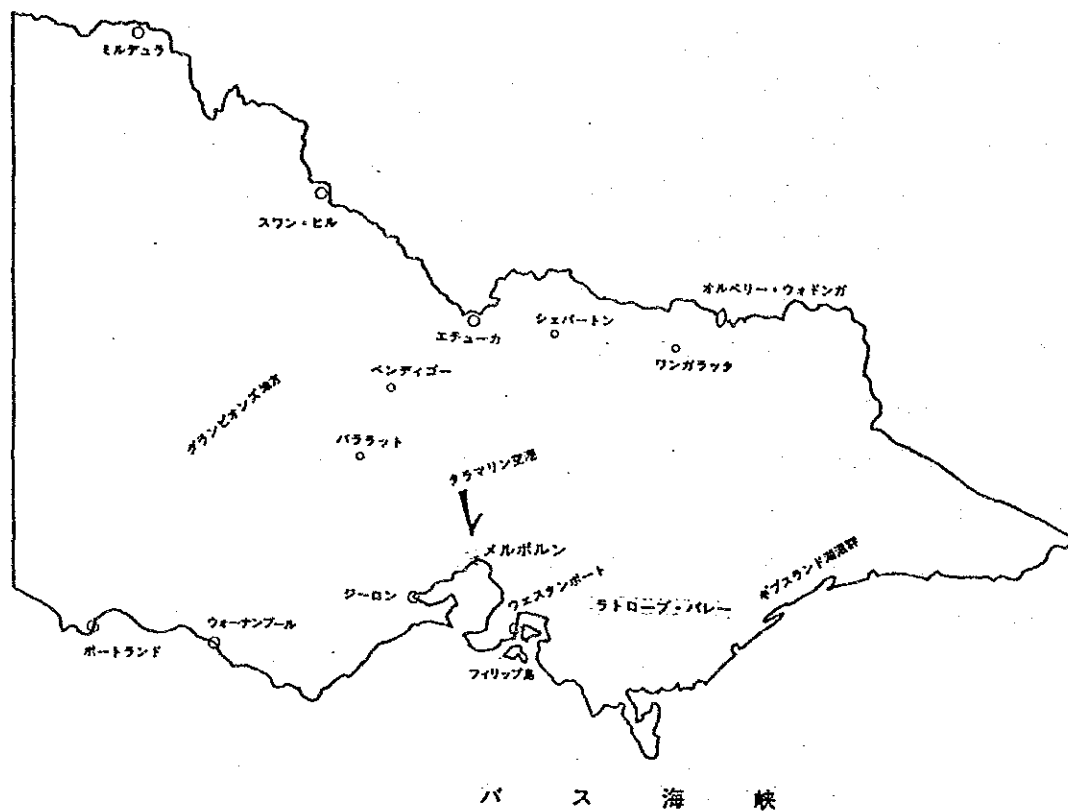 ミルデュラ
スワン・ヒル
オルベリー・ウォドンガ
エチューカ
シェパートン
ワンガラッタ
ベンディゴー
グランピオンズ地方
バララット
タラマリン空港
メルボルン
ギプスランド湖沼群
ジーロン
ウェスタンポート
ラトローブ・バレー
ポートランド
ウォーナンブール
フィリップ島
バス海峡